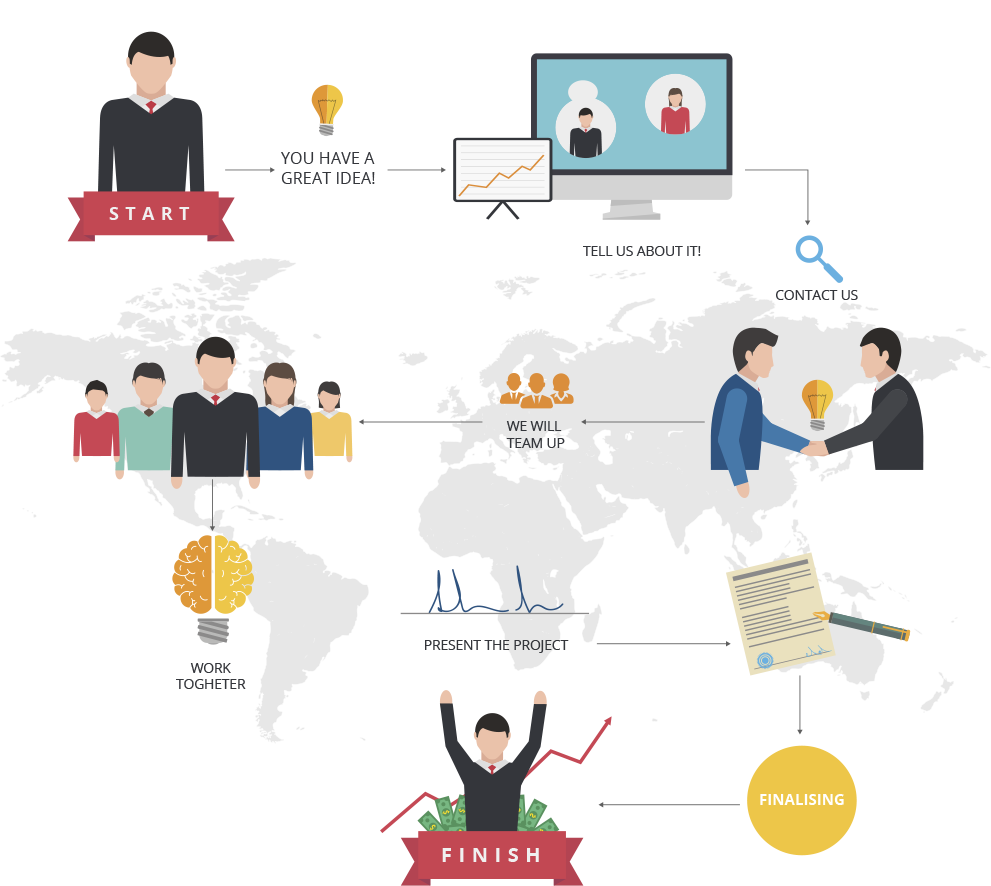 START
YOU HAVE A
GREAT IDEA!
TELL US ABOUT IT!
CONTACT US
WE WILL
TEAM UP
WORK
TOGHETER
PRESENT THE PROJECT
FINALISING
FINISH